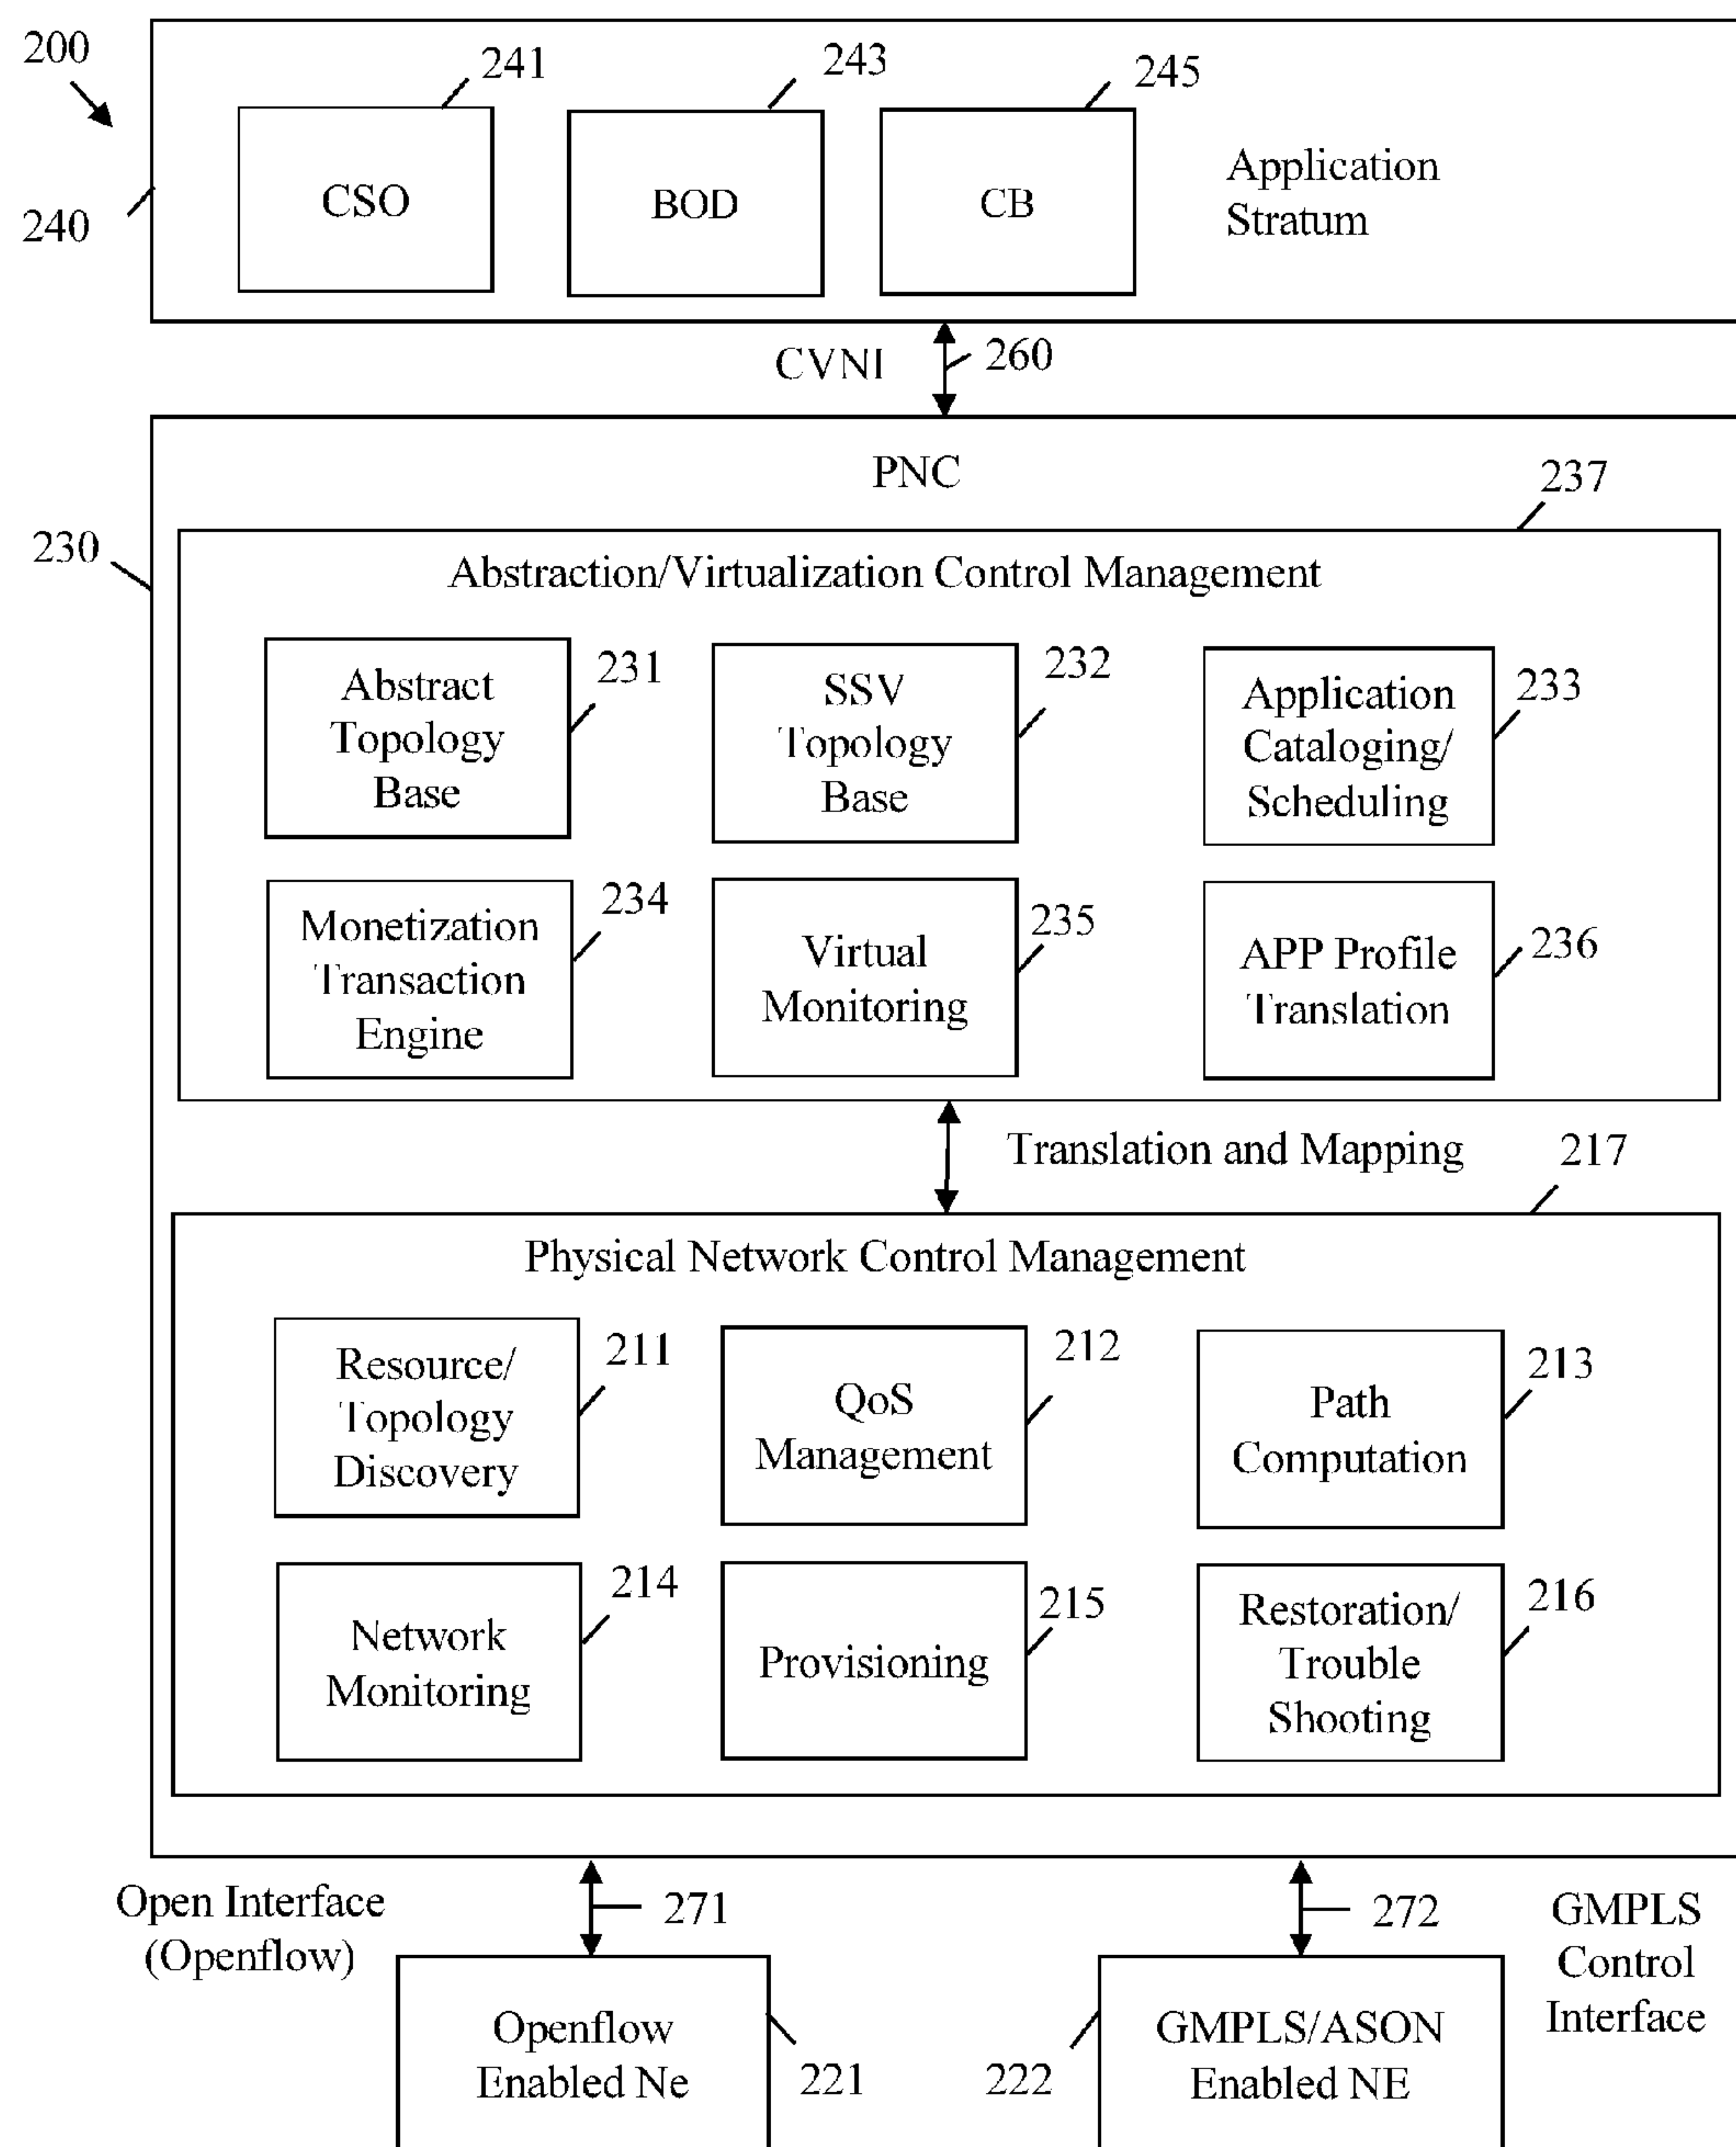 200
241
243
245
CSO
BOD
CB
Application
Stratum
240
CVNI
260
PNC
237
230
Abstraction/Virtualization Control Management
Abstract
Topology
Base
231
SSV
Topology
Base
232
Application
Cataloging/
Scheduling
233
Monetization
Transaction
Engine
234
Virtual
Monitoring
235
APP Profile
Translation
236
Translation and Mapping
217
Physical Network Control Management
Resource/
Topology
Discovery
211
QoS
Management
212
Path
Computation
213
Network
Monitoring
214
Provisioning
215
Restoration/
Trouble
Shooting
216
Open Interface
(Openflow)
271
272
GMPLS
Control
Interface
Openflow
Enabled Ne
221
222
GMPLS/ASON
Enabled NE